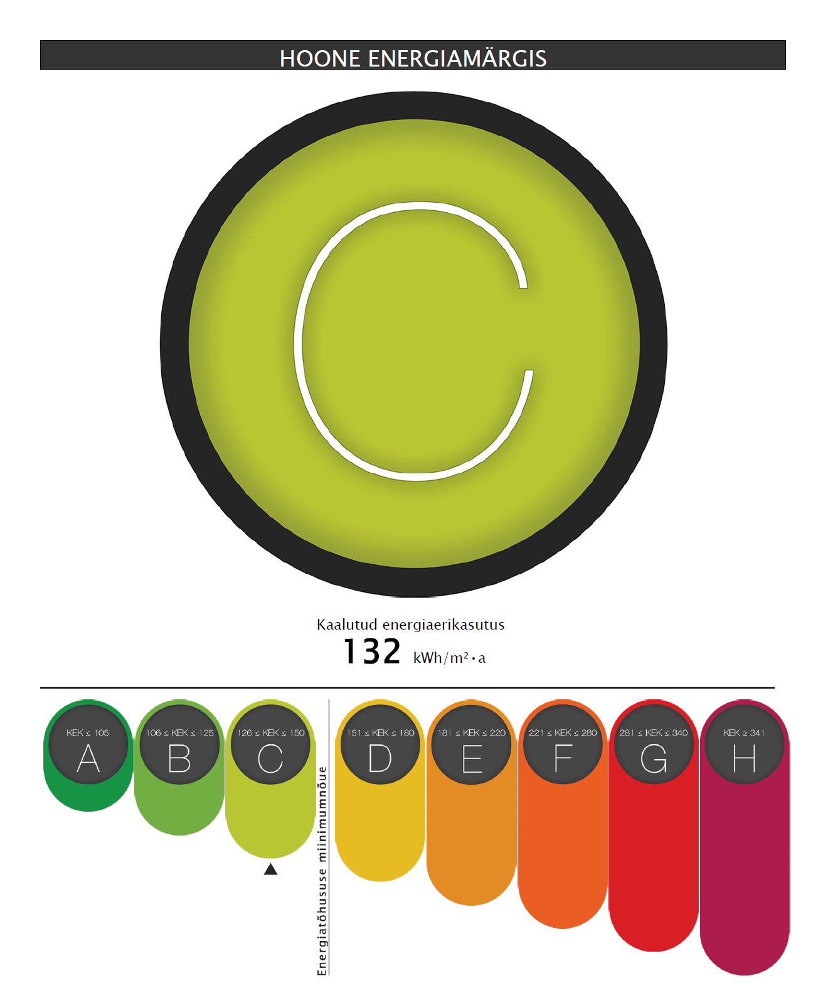 HOONE ENERGIAMÄRGIS
C
Kaalutud energiaerikasutus
132 kWh/m²·a
KEK ≤ 105
A
106 ≤ KEK ≤ 125
B
126 ≤ KEK ≤ 150
C
Energiatõhususe miinimumnõue
151 ≤ KEK ≤ 180
D
181 ≤ KEK ≤ 220
E
221 ≤ KEK ≤ 280
F
281 ≤ KEK ≤ 340
G
KEK ≥ 341
H